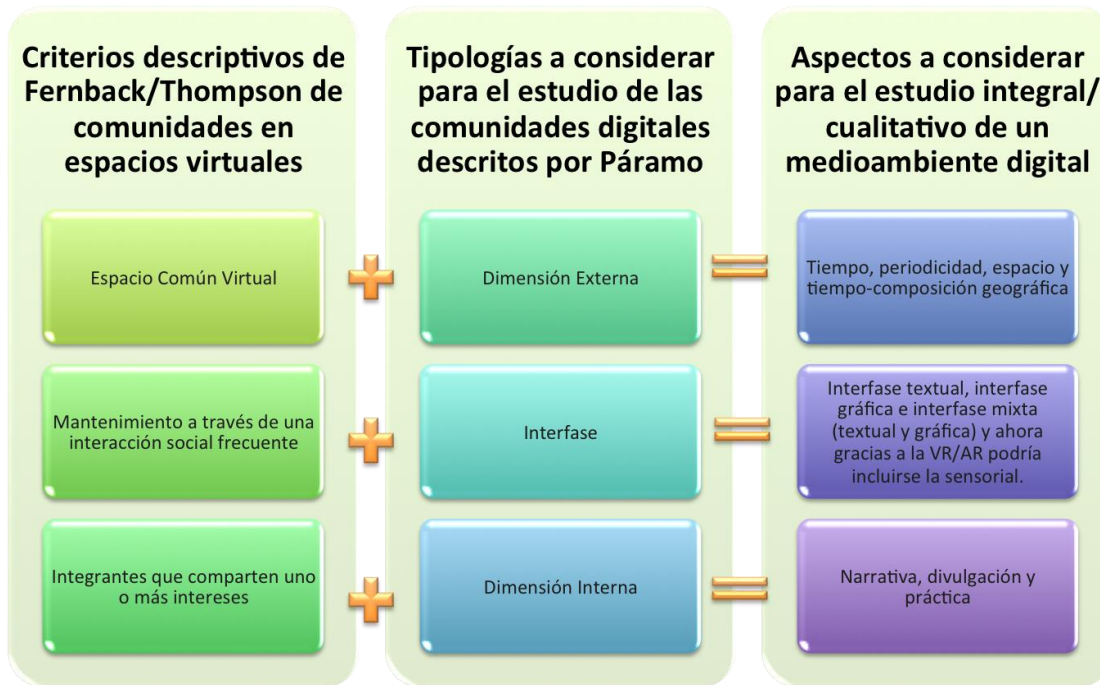 Criterios descriptivos de
Fernback/Thompson de
comunidades en
espacios virtuales
Espacio Común Virtual
Mantenimiento a través de una
interacción social frecuente
Integrantes que comparten uno
o más intereses
Tipologías a considerar
para el estudio de las
comunidades digitales
descritos por Páramo
Dimensión Externa
Interfase
Dimensión Interna
Aspectos a considerar
para el estudio integral/
cualitativo de un
medioambiente digital
Tiempo, periodicidad, espacio y
tiempo-composición geográfica
Interfase textual, interfase
gráfica e interfase mixta
(textual y gráfica) y ahora
gracias a la VR/AR podría
incluirse la sensorial.
Narrativa, divulgación y
práctica